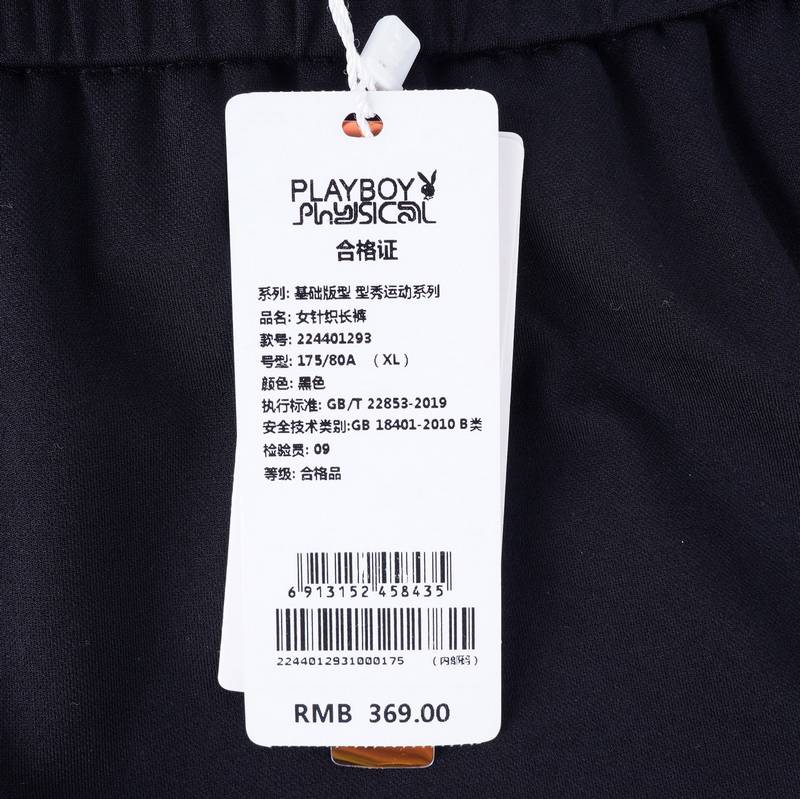 PLAYBOY
PhYSICAL
合格证
系列: 基础版型 型秀运动系列
品名: 女针织长裤
款号: 224401293
号型: 175/80A （XL）
颜色: 黑色
执行标准: GB/T 22853-2019
安全技术类别:GB 18401-2010 B类
检验员: 09
等级: 合格品
6 913152 458435
2244012931000175 （内部码）
RMB 369.00